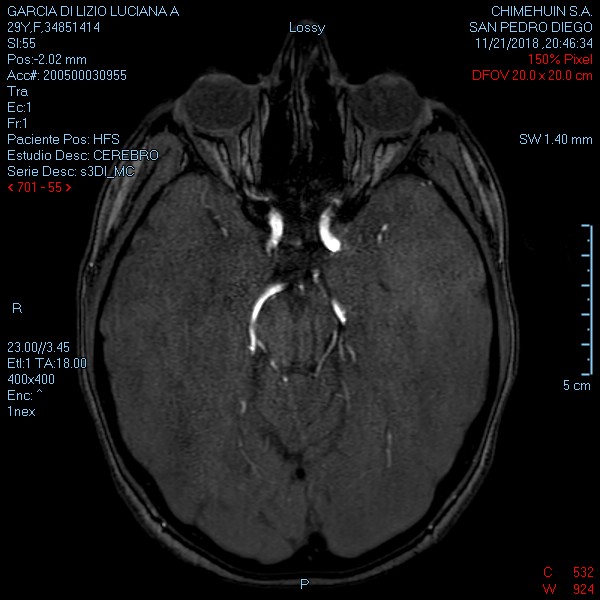 GARCIA DI LIZIO LUCIANA A
29Y,F,34851414
Sl:55
Pos:-2.02 mm
Acc#: 200500030955
Tra
Ec:1
Fr:1
Paciente Pos: HFS
Estudio Desc: CEREBRO
Serie Desc: s3DI_MC
< 701 - 55 >
Lossy
CHIMEHUIN S.A.
SAN PEDRO DIEGO
11/21/2018 ,20:46:34
150% Pixel
DFOV 20.0 x 20.0 cm
SW 1.40 mm
R
23.00//3.45
Etl:1 TA:18.00
400x400
Enc: ^
1nex
5 cm
P
C 532
W 924